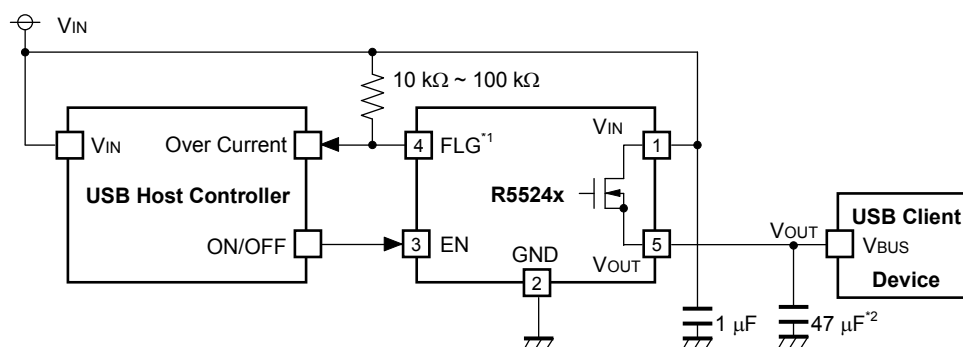 VIN
10 kΩ ~ 100 kΩ
VIN
Over Current
4
FLG*1
VIN
1
USB Host Controller
R5524x
USB Client
ON/OFF
3
EN
GND
VOUT
5
VOUT
VBUS
2
Device
1 μF
47 μF*2